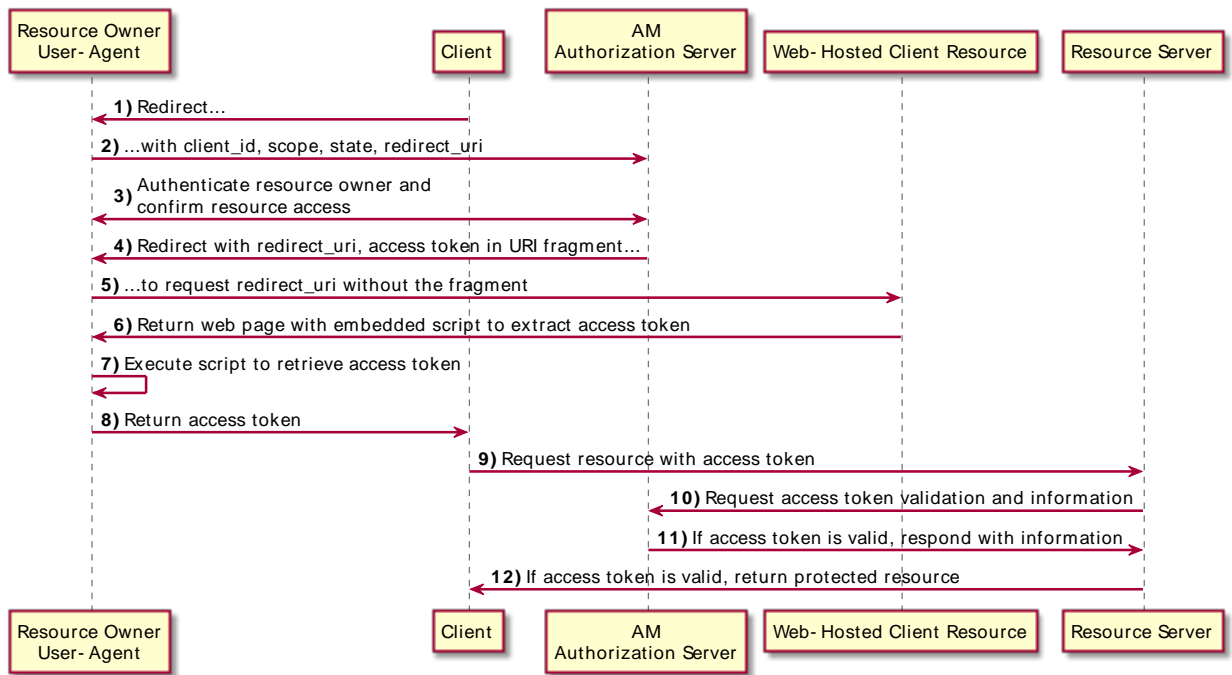 Resource Owner
User-Agent
Client
AM
Authorization Server
Web-Hosted Client Resource
Resource Server
1) Redirect...
2) ...with client_id, scope, state, redirect_uri
3) Authenticate resource owner and
confirm resource access
4) Redirect with redirect_uri, access token in URI fragment...
5) ...to request redirect_uri without the fragment
6) Return web page with embedded script to extract access token
7) Execute script to retrieve access token
8) Return access token
9) Request resource with access token
10) Request access token validation and information
11) If access token is valid, respond with information
12) If access token is valid, return protected resource
Resource Owner
User-Agent
Client
AM
Authorization Server
Web-Hosted Client Resource
Resource Server